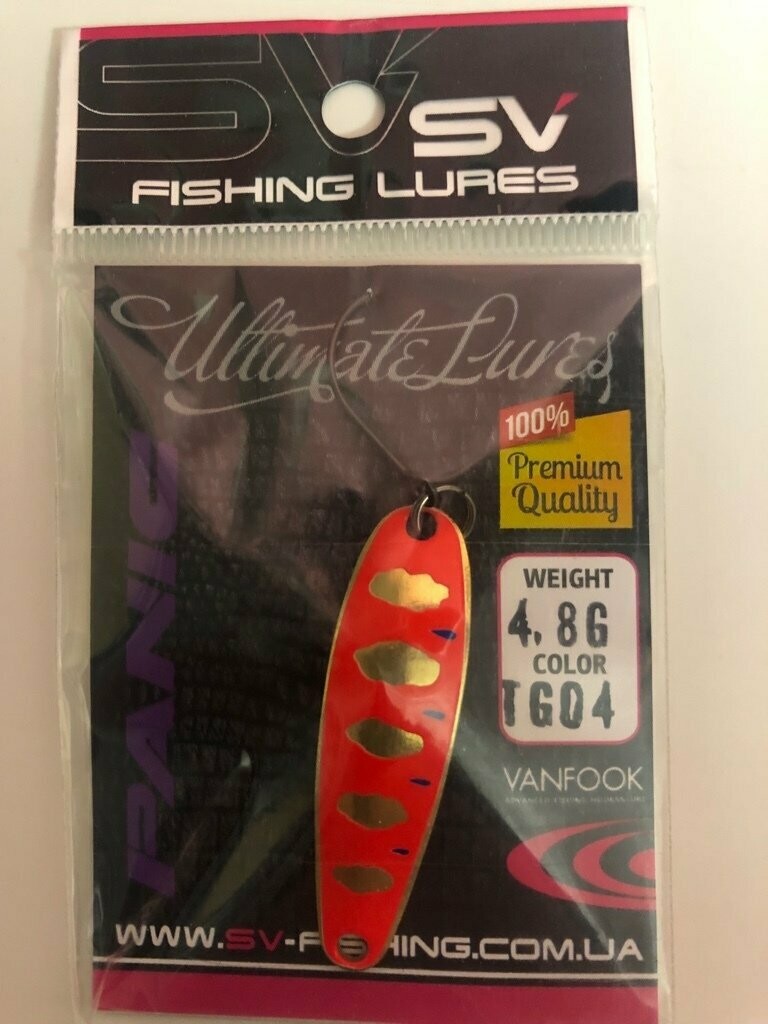 SV
SV
FISHING LURES
Ultimate Lures
100%
Premium
Quality
PANIC
WEIGHT
4.8G
COLOR
TG04
VANFOOK
WWW.SV-FISHING.COM.UA